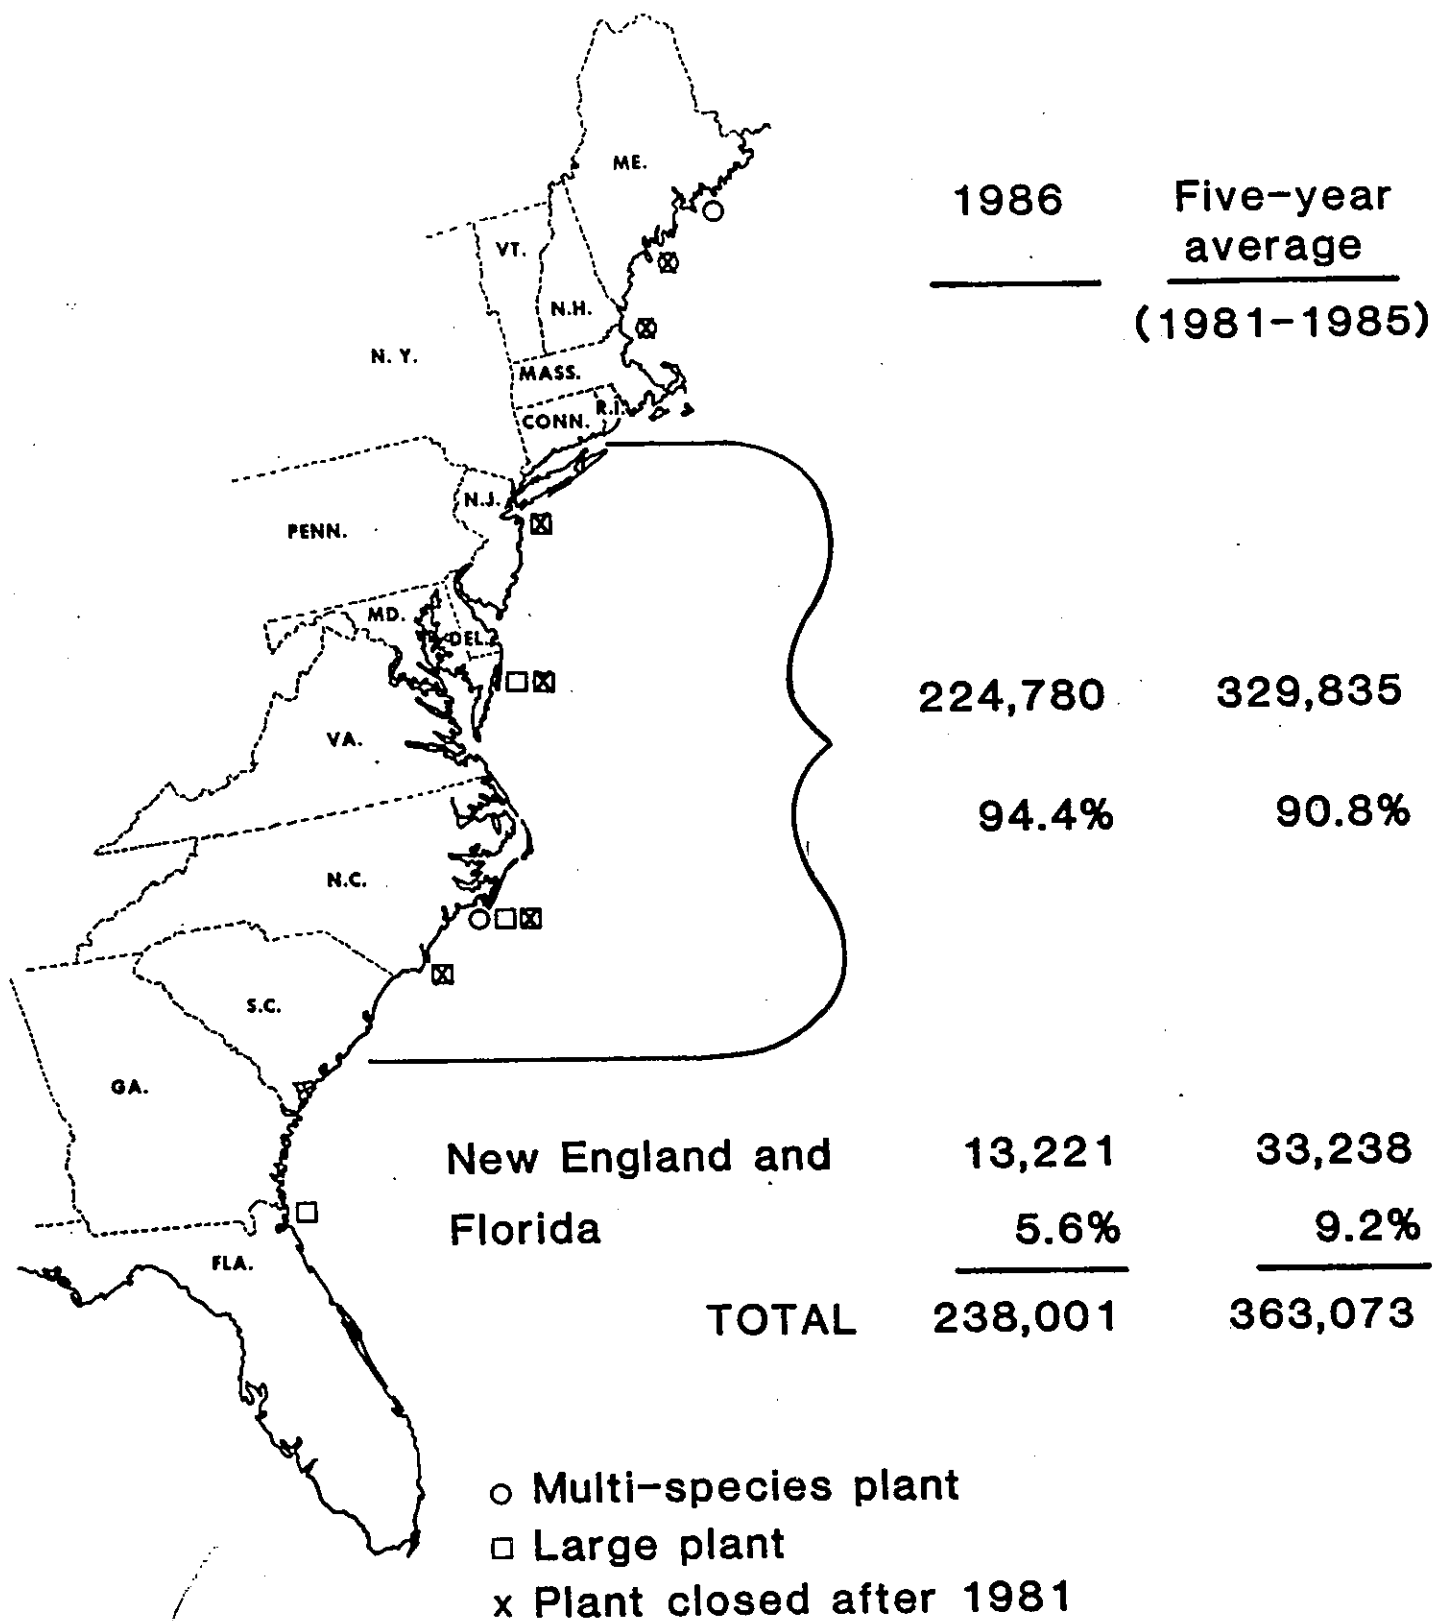 ME.
1986 Five-year
average
(1981-1985)
VT.
N.H.
N. Y.
MASS.
CONN. R.I.
N.J.
PENN.
MD.
DEL.
224,780 329,835
VA.
94.4% 90.8%
N.C.
S.C.
GA.
New England and 13,221 33,238
Florida 5.6% 9.2%
FLA.
TOTAL 238,001 363,073
○ Multi-species plant
□ Large plant
x Plant closed after 1981